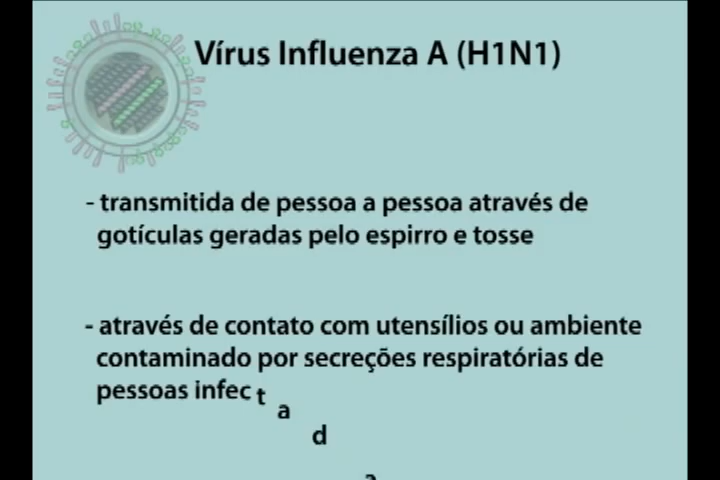 Vírus Influenza A (H1N1)
- transmitida de pessoa a pessoa através de
gotículas geradas pelo espirro e tosse
- através de contato com utensílios ou ambiente
contaminado por secreções respiratórias de
pessoas infectada